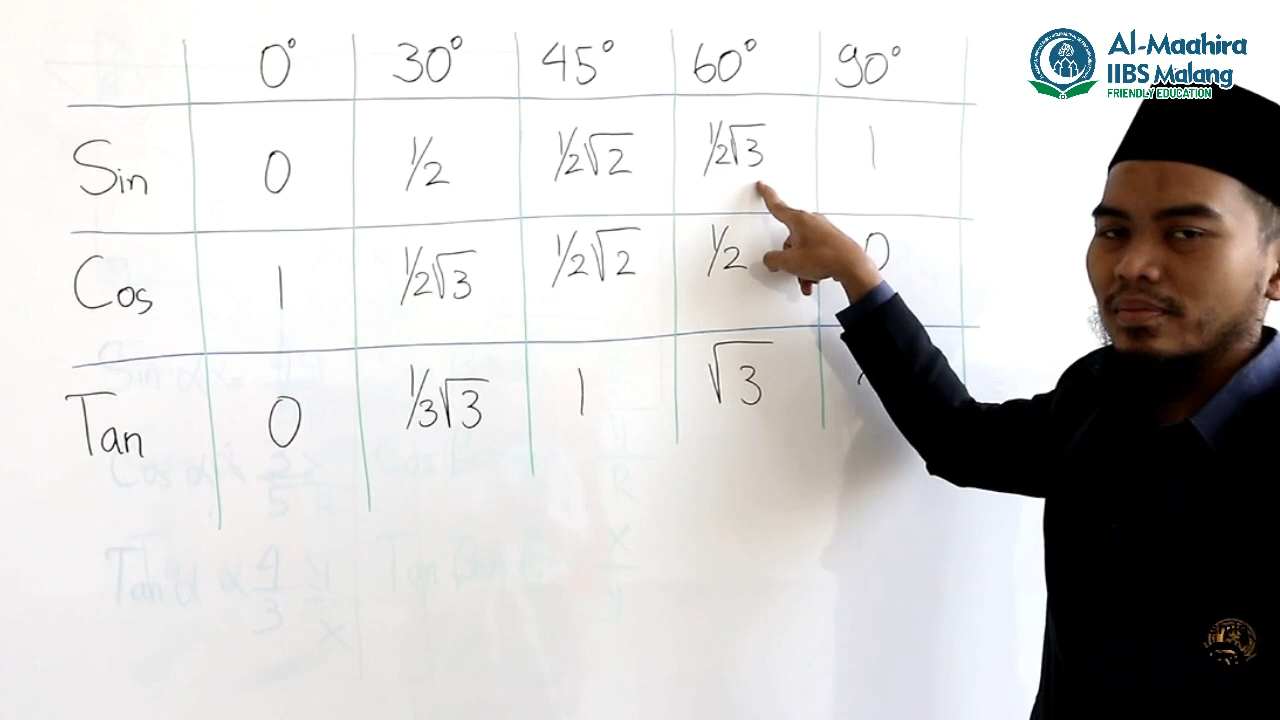 Al-Maahira
IIBS Malang
FRIENDLY EDUCATION
0° 30° 45° 60° 90°
Sin 0 1/2 1/2√2 1/2√3 1
Cos 1 1/2√3 1/2√2 1/2 0
Tan 0 1/3√3 1 √3